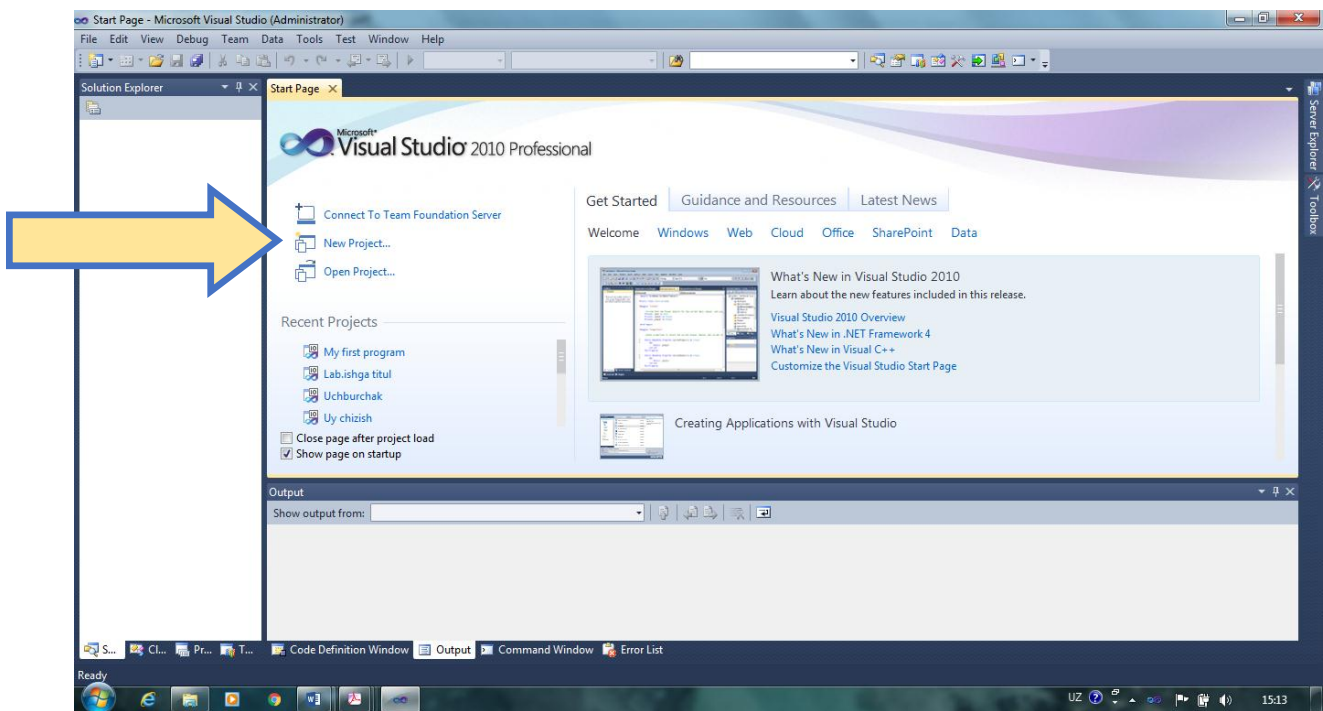 Start Page - Microsoft Visual Studio (Administrator)
File Edit View Debug Team Data Tools Test Window Help
Solution Explorer
Start Page
Microsoft®
Visual Studio 2010 Professional
Connect To Team Foundation Server
New Project...
Open Project...
Recent Projects
My first program
Lab.ishga titul
Uchburchak
Uy chizish
Close page after project load
Show page on startup
Get Started Guidance and Resources Latest News
Welcome Windows Web Cloud Office SharePoint Data
What's New in Visual Studio 2010
Learn about the new features included in this release.
Visual Studio 2010 Overview
What's New in .NET Framework 4
What's New in Visual C++
Customize the Visual Studio Start Page
Creating Applications with Visual Studio
Server Explorer
Toolbox
Output
Show output from:
S... Cl... Pr... T... Code Definition Window Output Command Window Error List
Ready
UZ 15:13